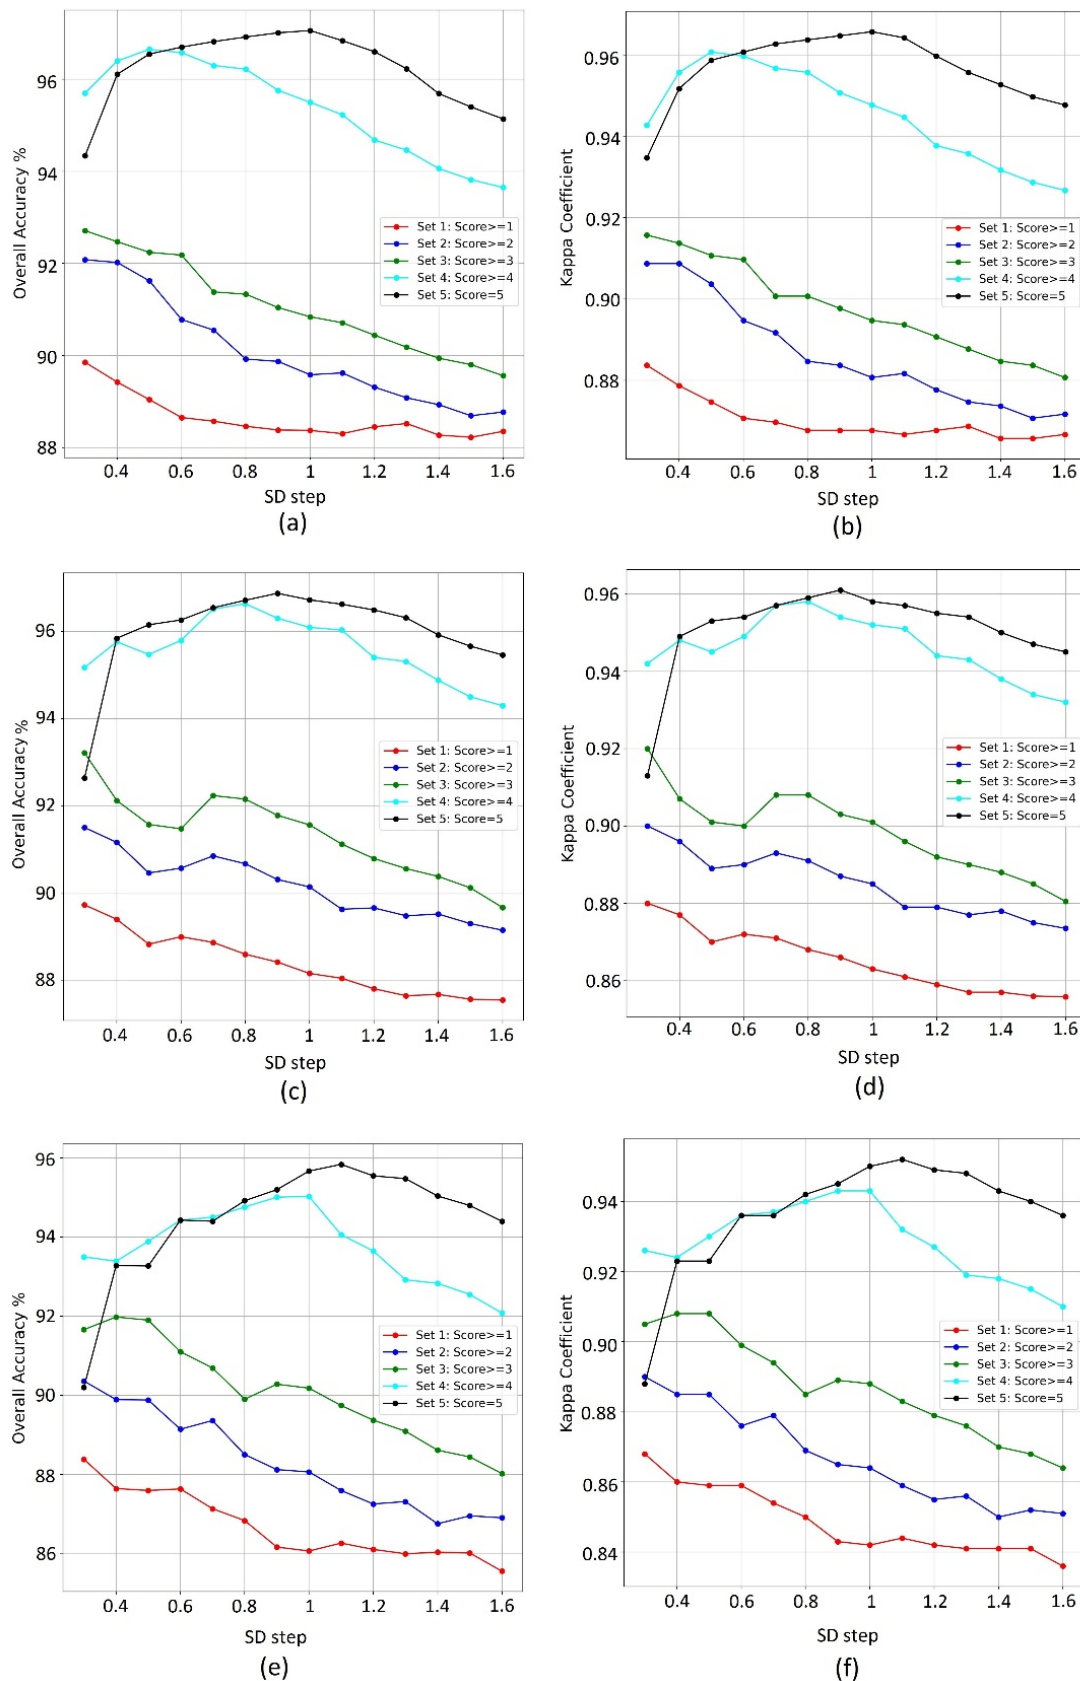 96
94
92
90
88
Overall Accuracy %
Set 1: Score>=1
Set 2: Score>=2
Set 3: Score>=3
Set 4: Score>=4
Set 5: Score=5
0.4 0.6 0.8 1 1.2 1.4 1.6
SD step
(a)
0.96
0.94
0.92
0.90
0.88
Kappa Coefficient
Set 1: Score>=1
Set 2: Score>=2
Set 3: Score>=3
Set 4: Score>=4
Set 5: Score=5
0.4 0.6 0.8 1 1.2 1.4 1.6
SD step
(b)
96
94
92
90
88
Overall Accuracy %
Set 1: Score>=1
Set 2: Score>=2
Set 3: Score>=3
Set 4: Score>=4
Set 5: Score=5
0.4 0.6 0.8 1 1.2 1.4 1.6
SD step
(c)
0.96
0.94
0.92
0.90
0.88
0.86
Kappa Coefficient
Set 1: Score>=1
Set 2: Score>=2
Set 3: Score>=3
Set 4: Score>=4
Set 5: Score=5
0.4 0.6 0.8 1 1.2 1.4 1.6
SD step
(d)
96
94
92
90
88
86
Overall Accuracy %
Set 1: Score>=1
Set 2: Score>=2
Set 3: Score>=3
Set 4: Score>=4
Set 5: Score=5
0.4 0.6 0.8 1 1.2 1.4 1.6
SD step
(e)
0.94
0.92
0.90
0.88
0.86
0.84
Kappa Coefficient
Set 1: Score>=1
Set 2: Score>=2
Set 3: Score>=3
Set 4: Score>=4
Set 5: Score=5
0.4 0.6 0.8 1 1.2 1.4 1.6
SD step
(f)